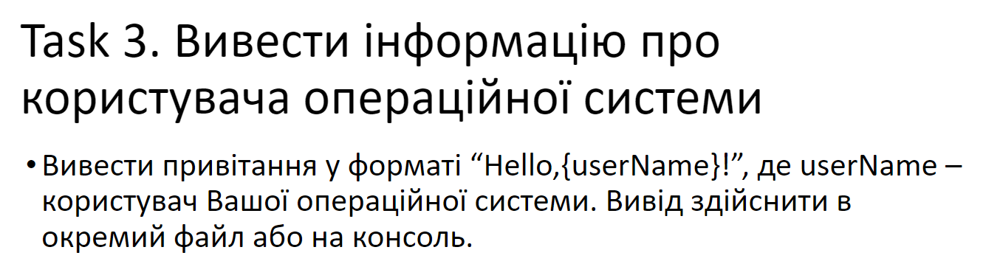 Task 3. Вивести інформацію про
користувача операційної системи
• Вивести привітання у форматі “Hello,{userName}!”, де userName –
користувач Вашої операційної системи. Вивід здійснити в
окремий файл або на консоль.